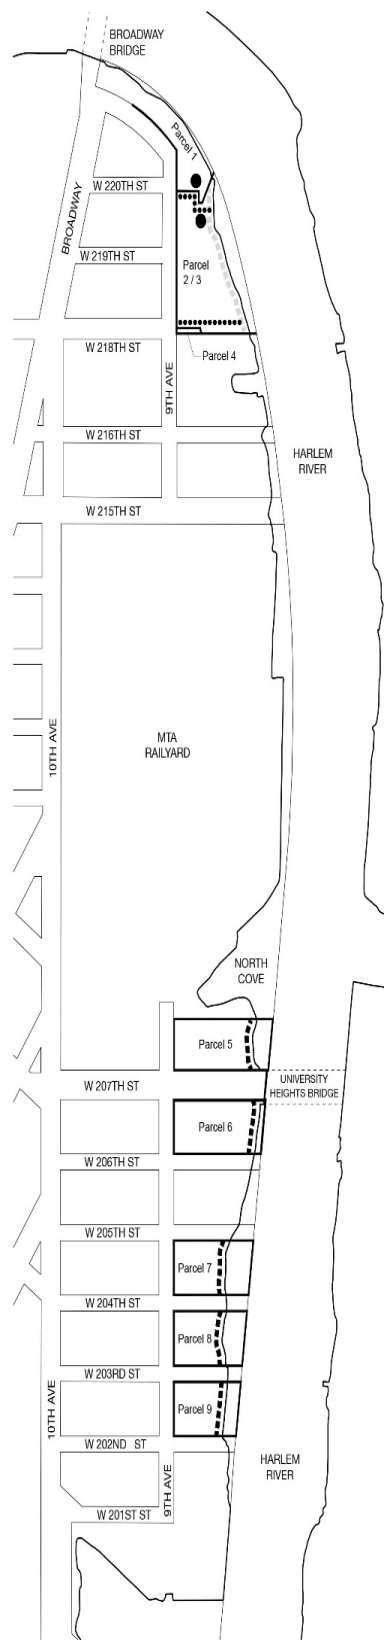 BROADWAY
BRIDGE
Parcel 1
W 220TH ST
BROADWAY
W 219TH ST
Parcel
2 / 3
W 218TH ST
Parcel 4
9TH AVE
W 216TH ST
HARLEM
RIVER
W 215TH ST
10TH AVE
MTA
RAILYARD
NORTH
COVE
Parcel 5
W 207TH ST
UNIVERSITY
HEIGHTS BRIDGE
Parcel 6
W 206TH ST
W 205TH ST
Parcel 7
W 204TH ST
Parcel 8
W 203RD ST
10TH AVE
Parcel 9
W 202ND ST
9TH AVE
HARLEM
RIVER
W 201ST ST